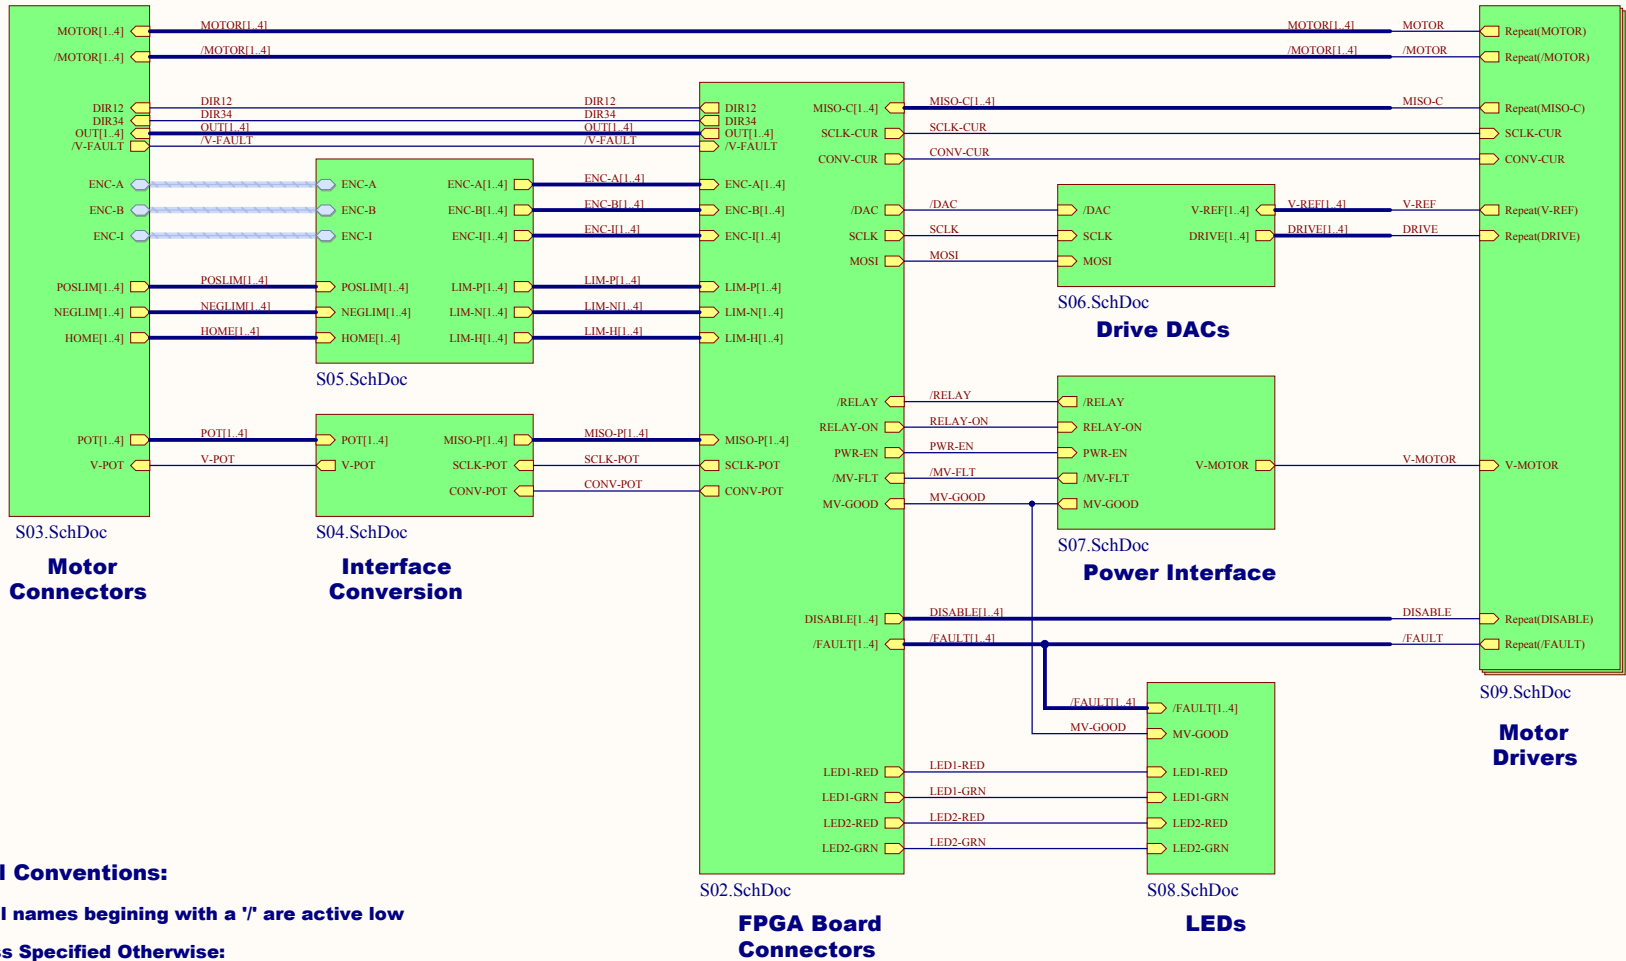 MOTOR[1..4] MOTOR[1..4] MOTOR[1..4] MOTOR Repeat(MOTOR)
/MOTOR[1..4] /MOTOR[1..4] /MOTOR[1..4] /MOTOR Repeat(/MOTOR)
DIR12 DIR12 DIR12 DIR12
DIR34 DIR34 DIR34 DIR34
OUT[1..4] OUT[1..4] OUT[1..4] OUT[1..4]
/V-FAULT /V-FAULT /V-FAULT /V-FAULT
MISO-C[1..4] MISO-C[1..4] MISO-C Repeat(MISO-C)
SCLK-CUR SCLK-CUR SCLK-CUR
CONV-CUR CONV-CUR CONV-CUR
ENC-A ENC-A ENC-A[1..4] ENC-A[1..4] ENC-A[1..4]
ENC-B ENC-B ENC-B[1..4] ENC-B[1..4] ENC-B[1..4]
ENC-I ENC-I ENC-I[1..4] ENC-I[1..4] ENC-I[1..4]
/DAC /DAC /DAC V-REF[1..4] V-REF[1..4] V-REF Repeat(V-REF)
SCLK SCLK SCLK DRIVE[1..4] DRIVE[1..4] DRIVE Repeat(DRIVE)
MOSI MOSI MOSI
POSLIM[1..4] POSLIM[1..4] POSLIM[1..4] LIM-P[1..4] LIM-P[1..4] LIM-P[1..4]
NEGLIM[1..4] NEGLIM[1..4] NEGLIM[1..4] LIM-N[1..4] LIM-N[1..4] LIM-N[1..4]
HOME[1..4] HOME[1..4] HOME[1..4] LIM-H[1..4] LIM-H[1..4] LIM-H[1..4]
S06.SchDoc
Drive DACs
S05.SchDoc
/RELAY /RELAY /RELAY
RELAY-ON RELAY-ON RELAY-ON
PWR-EN PWR-EN PWR-EN
/MV-FLT /MV-FLT /MV-FLT
MV-GOOD MV-GOOD MV-GOOD
V-MOTOR V-MOTOR V-MOTOR
POT[1..4] POT[1..4] POT[1..4] MISO-P[1..4] MISO-P[1..4] MISO-P[1..4]
V-POT V-POT V-POT SCLK-POT SCLK-POT SCLK-POT
CONV-POT CONV-POT CONV-POT
S03.SchDoc
Motor
Connectors
S04.SchDoc
Interface
Conversion
S07.SchDoc
Power Interface
DISABLE[1..4] DISABLE[1..4] DISABLE Repeat(DISABLE)
/FAULT[1..4] /FAULT[1..4] /FAULT Repeat(/FAULT)
S09.SchDoc
Motor
Drivers
/FAULT[1..4] /FAULT[1..4]
MV-GOOD MV-GOOD
LED1-RED LED1-RED LED1-RED
LED1-GRN LED1-GRN LED1-GRN
LED2-RED LED2-RED LED2-RED
LED2-GRN LED2-GRN LED2-GRN
S02.SchDoc
FPGA Board
Connectors
S08.SchDoc
LEDs
l Conventions:
l names begining with a '/' are active low
s Specified Otherwise: